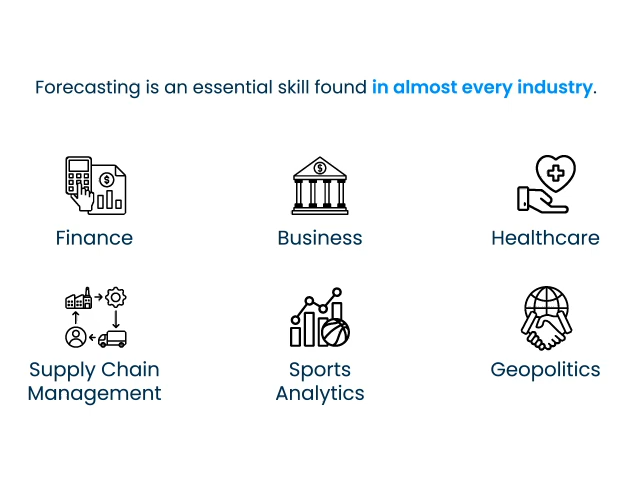 Forecasting is an essential skill found in almost every industry.
Finance
Business
Healthcare
Supply Chain
Management
Sports
Analytics
Geopolitics